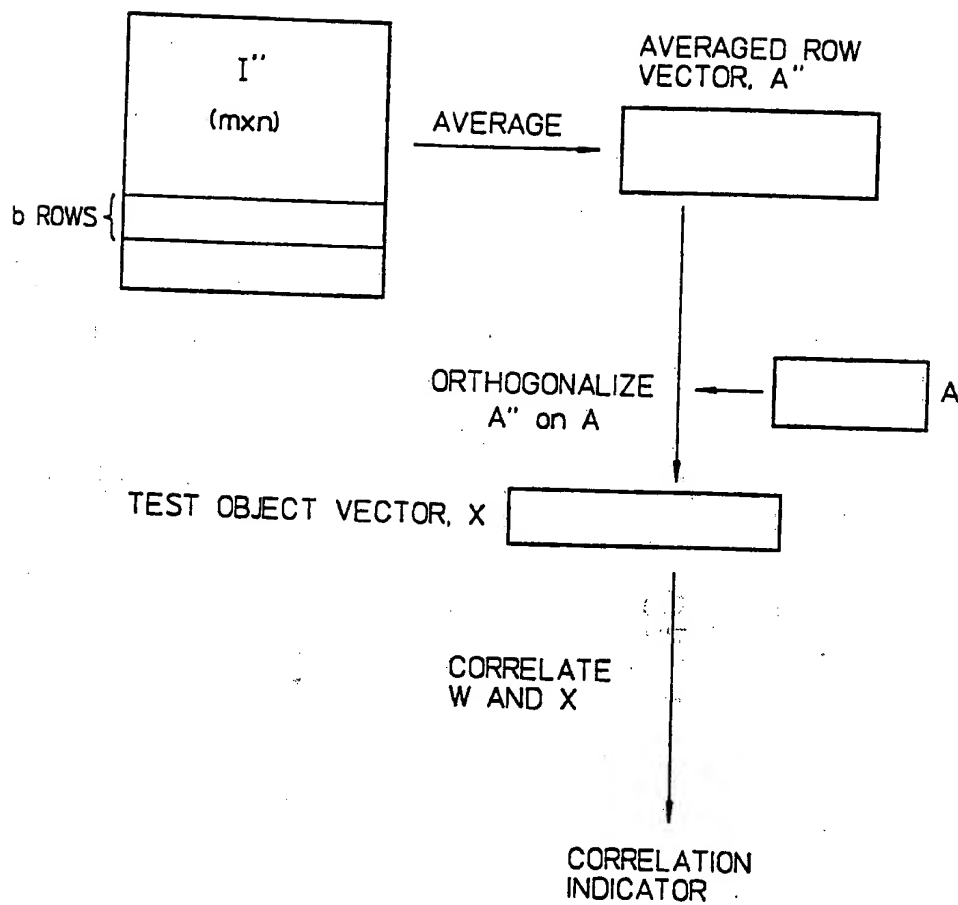 I''
(mxn)
b ROWS
AVERAGE
AVERAGED ROW
VECTOR, A''
ORTHOGONALIZE
A'' on A
A
TEST OBJECT VECTOR, X
CORRELATE
W AND X
CORRELATION
INDICATOR